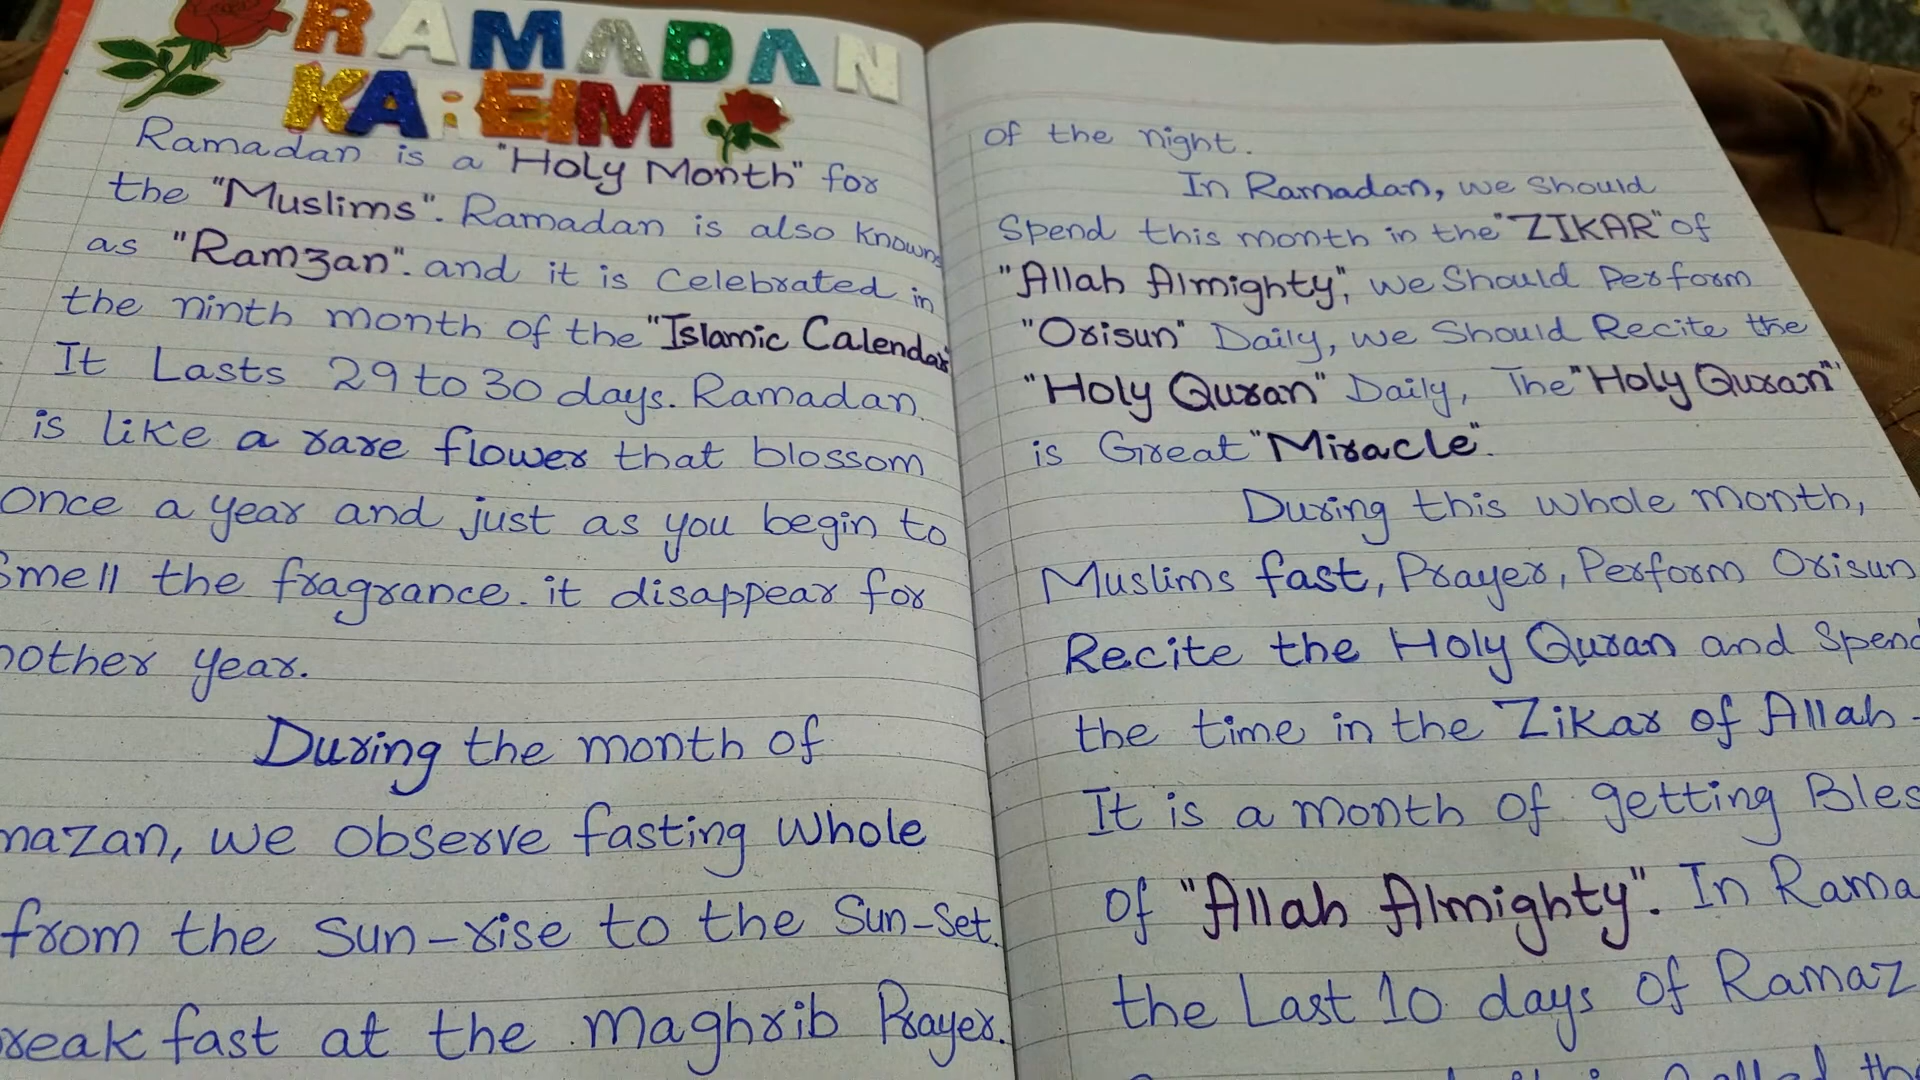 RAMADAN
KAREEM
Ramadan is a "Holy Month" for
the "Muslims". Ramadan is also known
as "Ramzan". and it is Celebrated in
the ninth month of the "Islamic Calendar
It Lasts 29 to 30 days. Ramadan
is like a rare flower that blossom
Once a year and just as you begin to
Smell the fragrance. it disappear for
nother year.
During the month of
mazan, we observe fasting whole
from the Sun-rise to the Sun-Set.
reak fast at the maghrib Prayer.
of the night.
In Ramadan, we should
Spend this month in the "ZIKAR" of
"Allah Almighty", we Should Perform
"Orisun" Daily, we Should Recite the
"Holy Quran" Daily, The "Holy Quran"
is Great "Miracle".
During this whole month,
Muslims fast, Prayer, Perform Orisun
Recite the Holy Quran and Spend
the time in the Zikar of Allah -
It is a month of getting Bles
of "Allah Almighty". In Rama
the Last 10 days of Ramaz